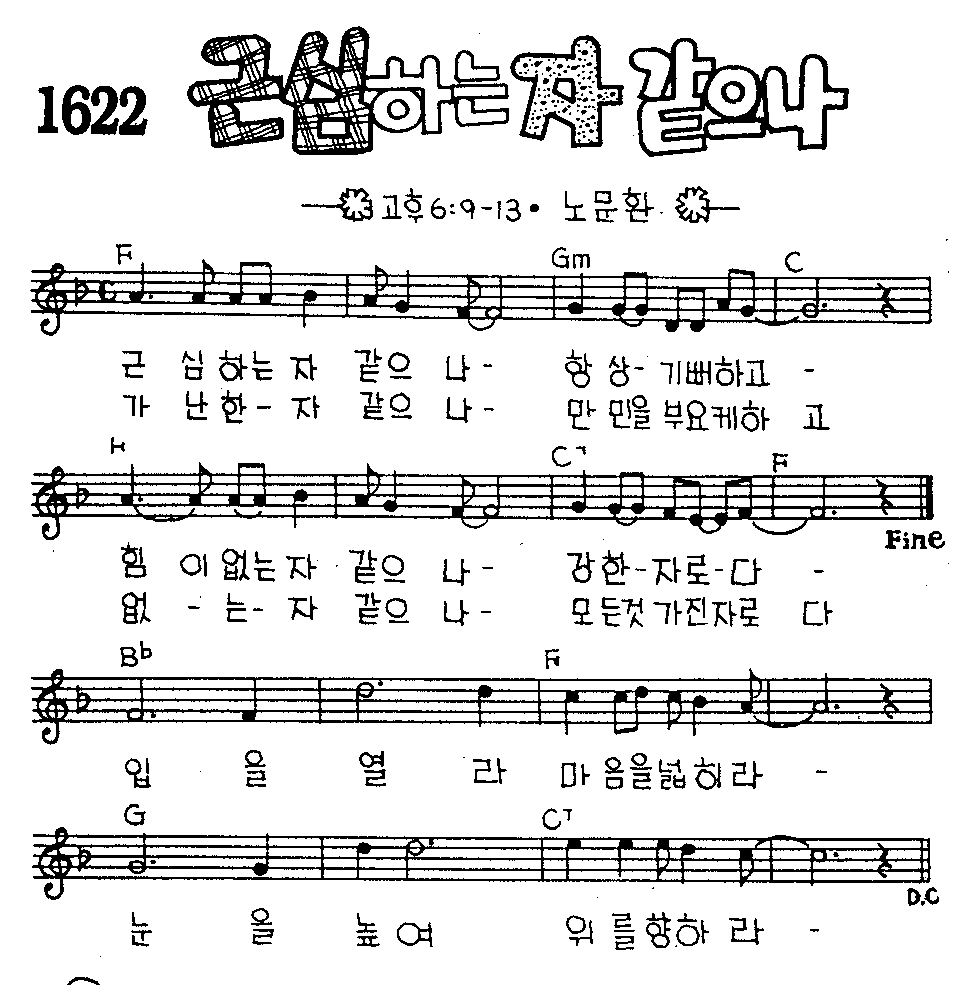 1622 근심하는 자 같으나
고후6:9-13• 노문환
F Gm C
근 심 하는 자 같으 나- 항 상- 기뻐하고 -
가 난 한- 자 같으 나- 만 민을 부요케하 고
F C7 F
Fine
힘 이 없는 자 같으 나- 강한-자로-다 -
없 - 는- 자 같으 나- 모든것 가진자로 다
Bb F
입 을 열 라 마 음을넓혀라 -
G C7
D.C
눈 을 높 여 위 를 향하 라 -